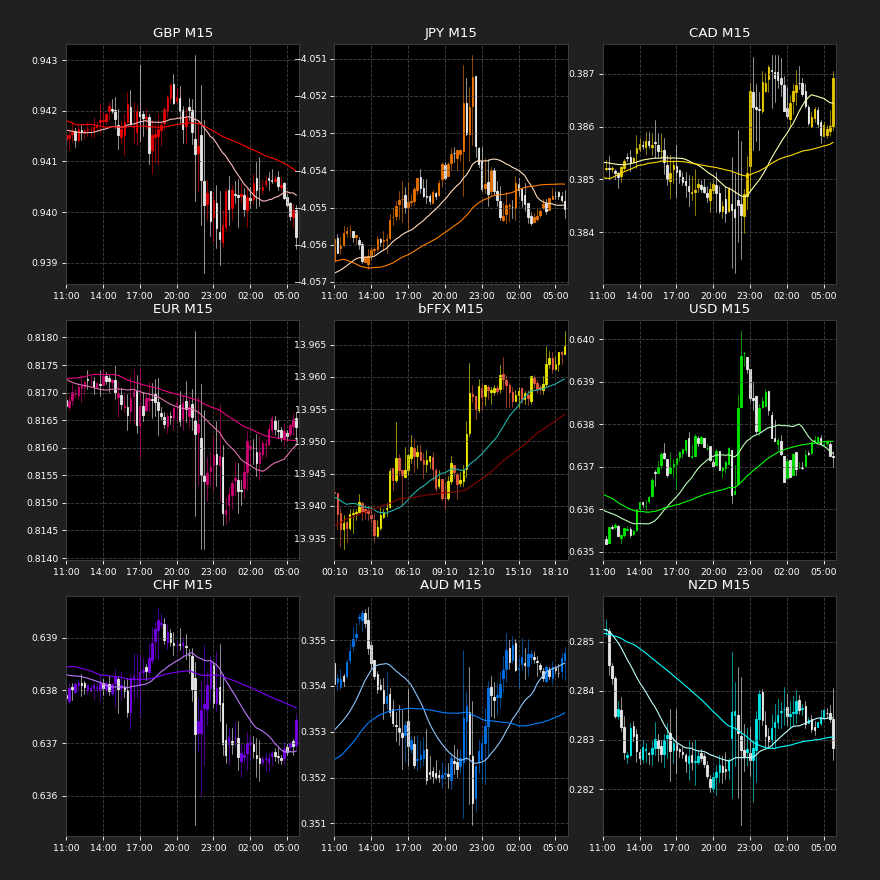 GBP M15
0.943
0.942
0.941
0.940
0.939
11:00 14:00 17:00 20:00 23:00 02:00 05:00
JPY M15
−4.051
−4.052
−4.053
−4.054
−4.055
−4.056
−4.057
11:00 14:00 17:00 20:00 23:00 02:00 05:00
CAD M15
0.387
0.386
0.385
0.384
11:00 14:00 17:00 20:00 23:00 02:00 05:00
EUR M15
0.8180
0.8175
0.8170
0.8165
0.8160
0.8155
0.8150
0.8145
0.8140
11:00 14:00 17:00 20:00 23:00 02:00 05:00
bFFX M15
13.965
13.960
13.955
13.950
13.945
13.940
13.935
00:10 03:10 06:10 09:10 12:10 15:10 18:10
USD M15
0.640
0.639
0.638
0.637
0.636
0.635
11:00 14:00 17:00 20:00 23:00 02:00 05:00
CHF M15
0.639
0.638
0.637
0.636
11:00 14:00 17:00 20:00 23:00 02:00 05:00
AUD M15
0.355
0.354
0.353
0.352
0.351
11:00 14:00 17:00 20:00 23:00 02:00 05:00
NZD M15
0.285
0.284
0.283
0.282
11:00 14:00 17:00 20:00 23:00 02:00 05:00